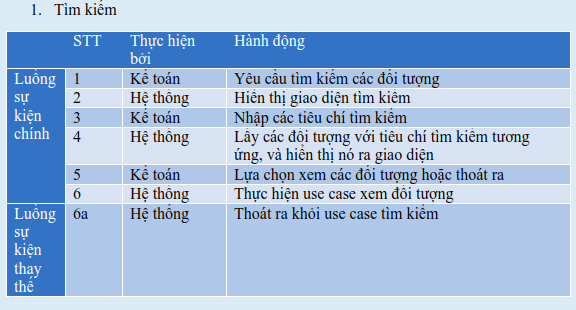 1. Tìm kiếm
STT Thực hiện bởi Hành động
Luồng sự kiện chính
1 Kế toán Yêu cầu tìm kiếm các đối tượng
2 Hệ thống Hiển thị giao diện tìm kiếm
3 Kế toán Nhập các tiêu chí tìm kiếm
4 Hệ thống Lấy các đối tượng với tiêu chí tìm kiếm tương
ứng, và hiển thị nó ra giao diện
5 Kế toán Lựa chọn xem các đối tượng hoặc thoát ra
6 Hệ thống Thực hiện use case xem đối tượng
Luồng sự kiện thay thế
6a Hệ thống Thoát ra khỏi use case tìm kiếm